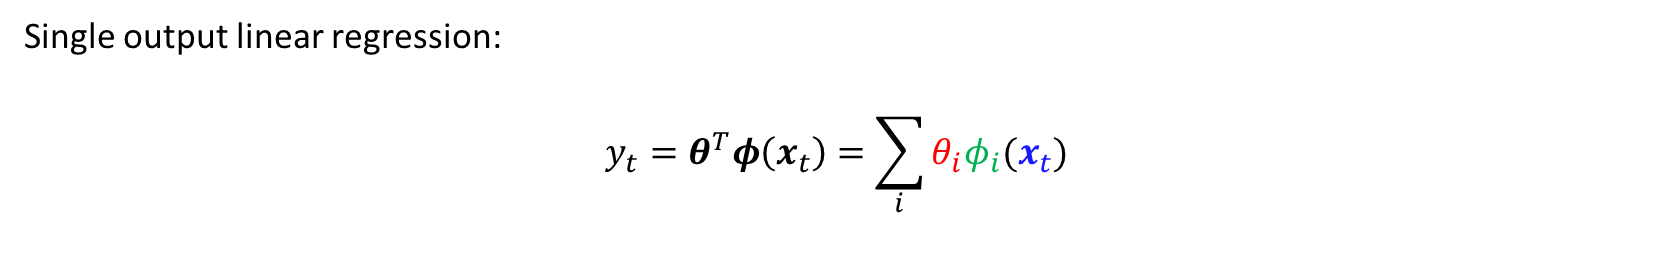 Single output linear regression:
y_t = θ^T ϕ(x_t) = ∑_i θ_i ϕ_i(x_t)